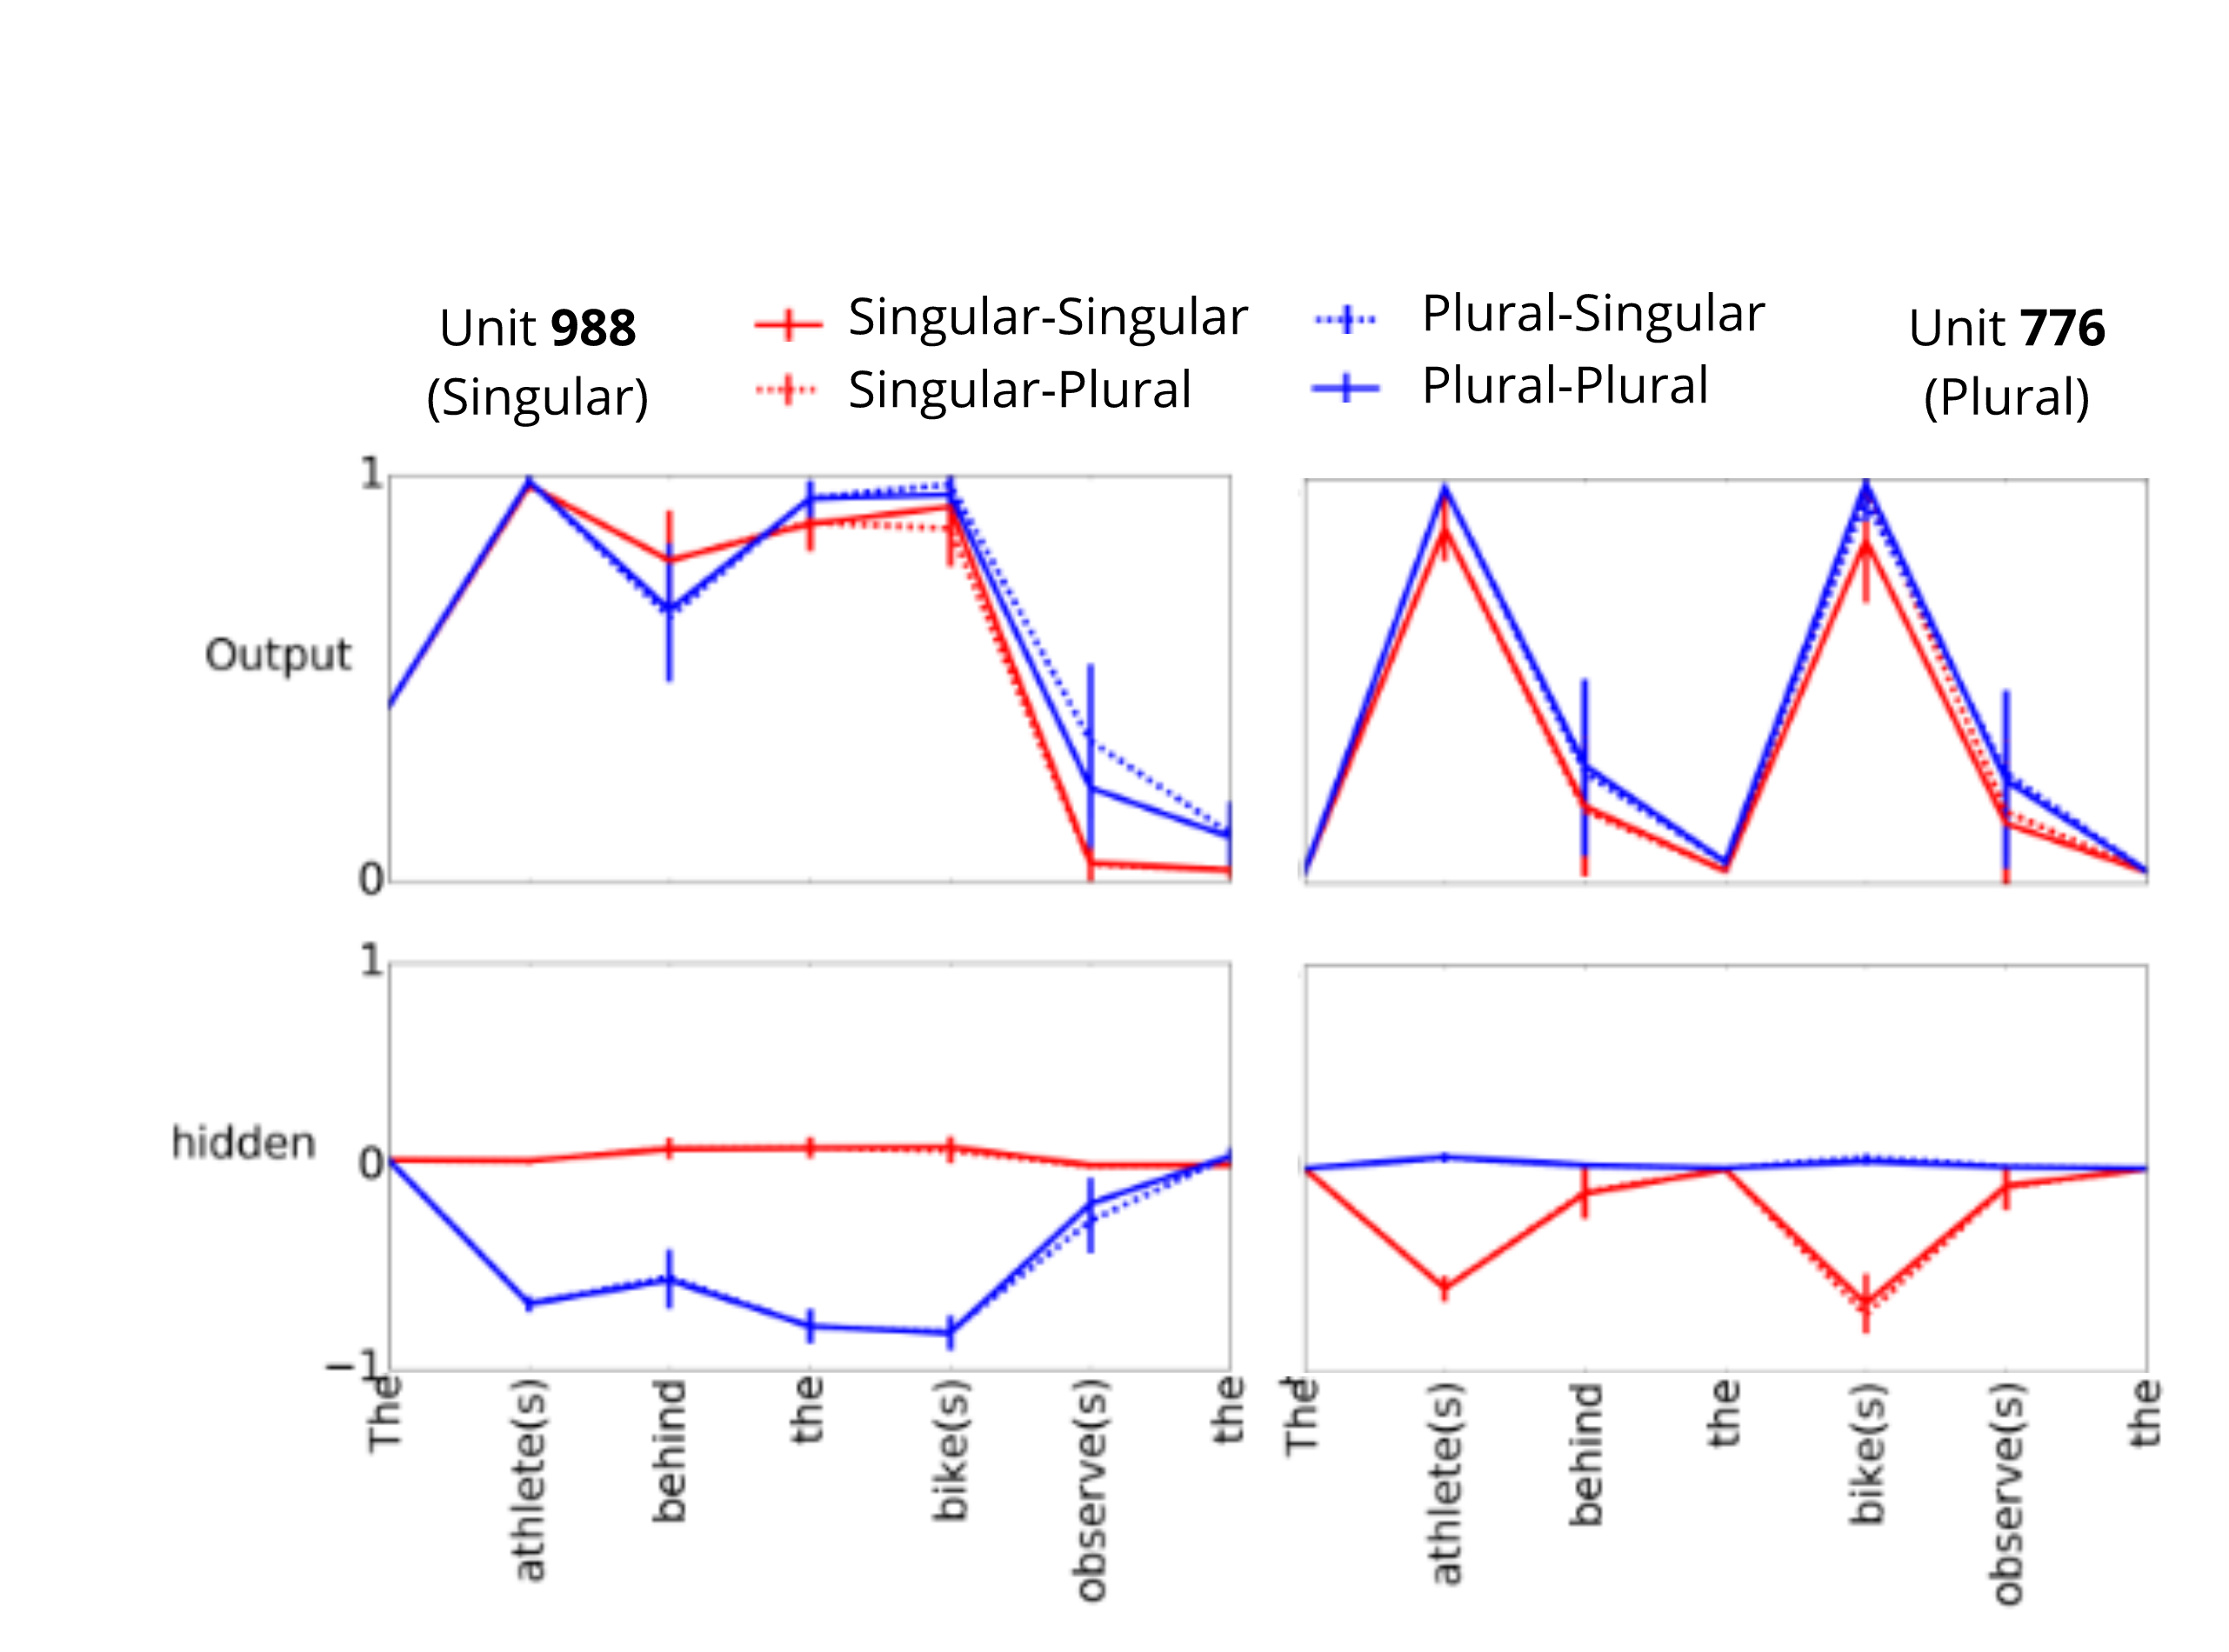 Unit 988
(Singular)
Singular-Singular
Singular-Plural
Plural-Singular
Plural-Plural
Unit 776
(Plural)
1
Output
0
1
hidden
0
−1
The
athlete(s)
behind
the
bike(s)
observe(s)
the
The
athlete(s)
behind
the
bike(s)
observe(s)
the